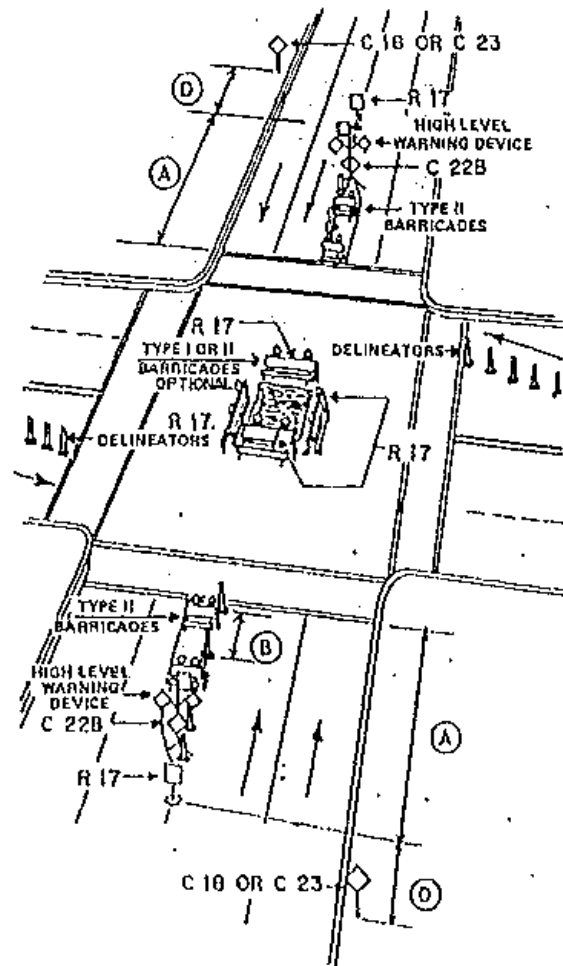 C 18 OR C 23
D
R 17
HIGH LEVEL
WARNING DEVICE
A
C 22B
TYPE II
BARRICADES
R 17
TYPE I OR II
BARRICADES
OPTIONAL
DELINEATORS
R 17
DELINEATORS
R 17
TYPE II
BARRICADES
B
HIGH LEVEL
WARNING
DEVICE
C 22B
A
R 17
C 18 OR C 23
D